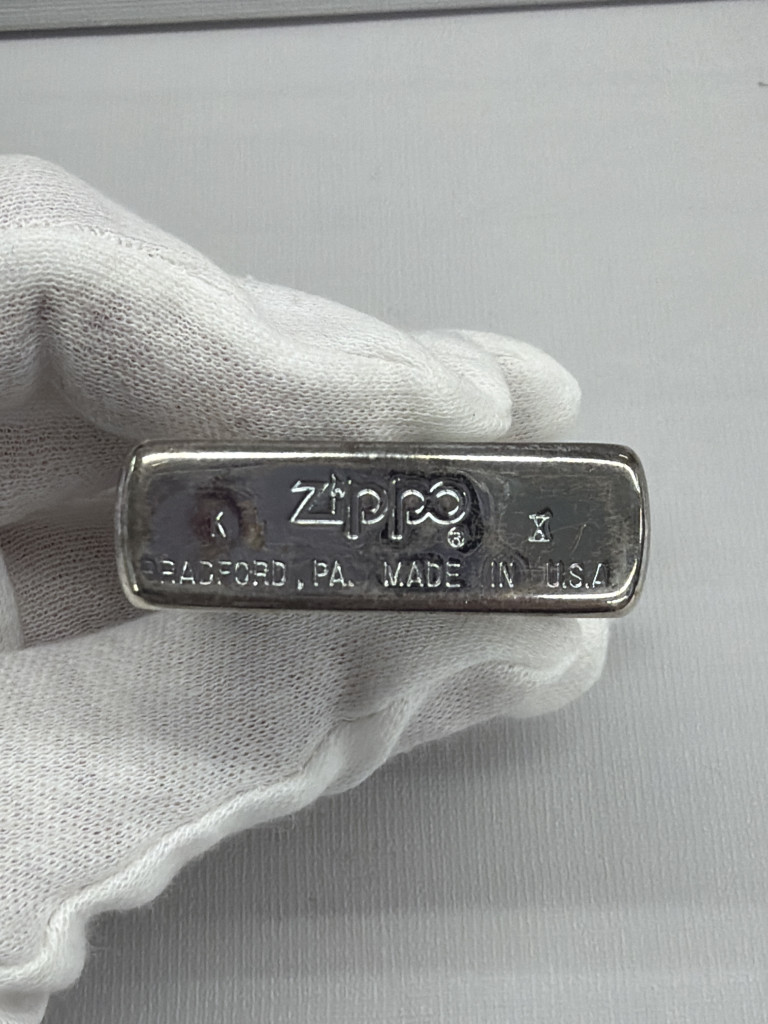 Zippo ®
K X
BRADFORD, PA. MADE IN U.S.A.